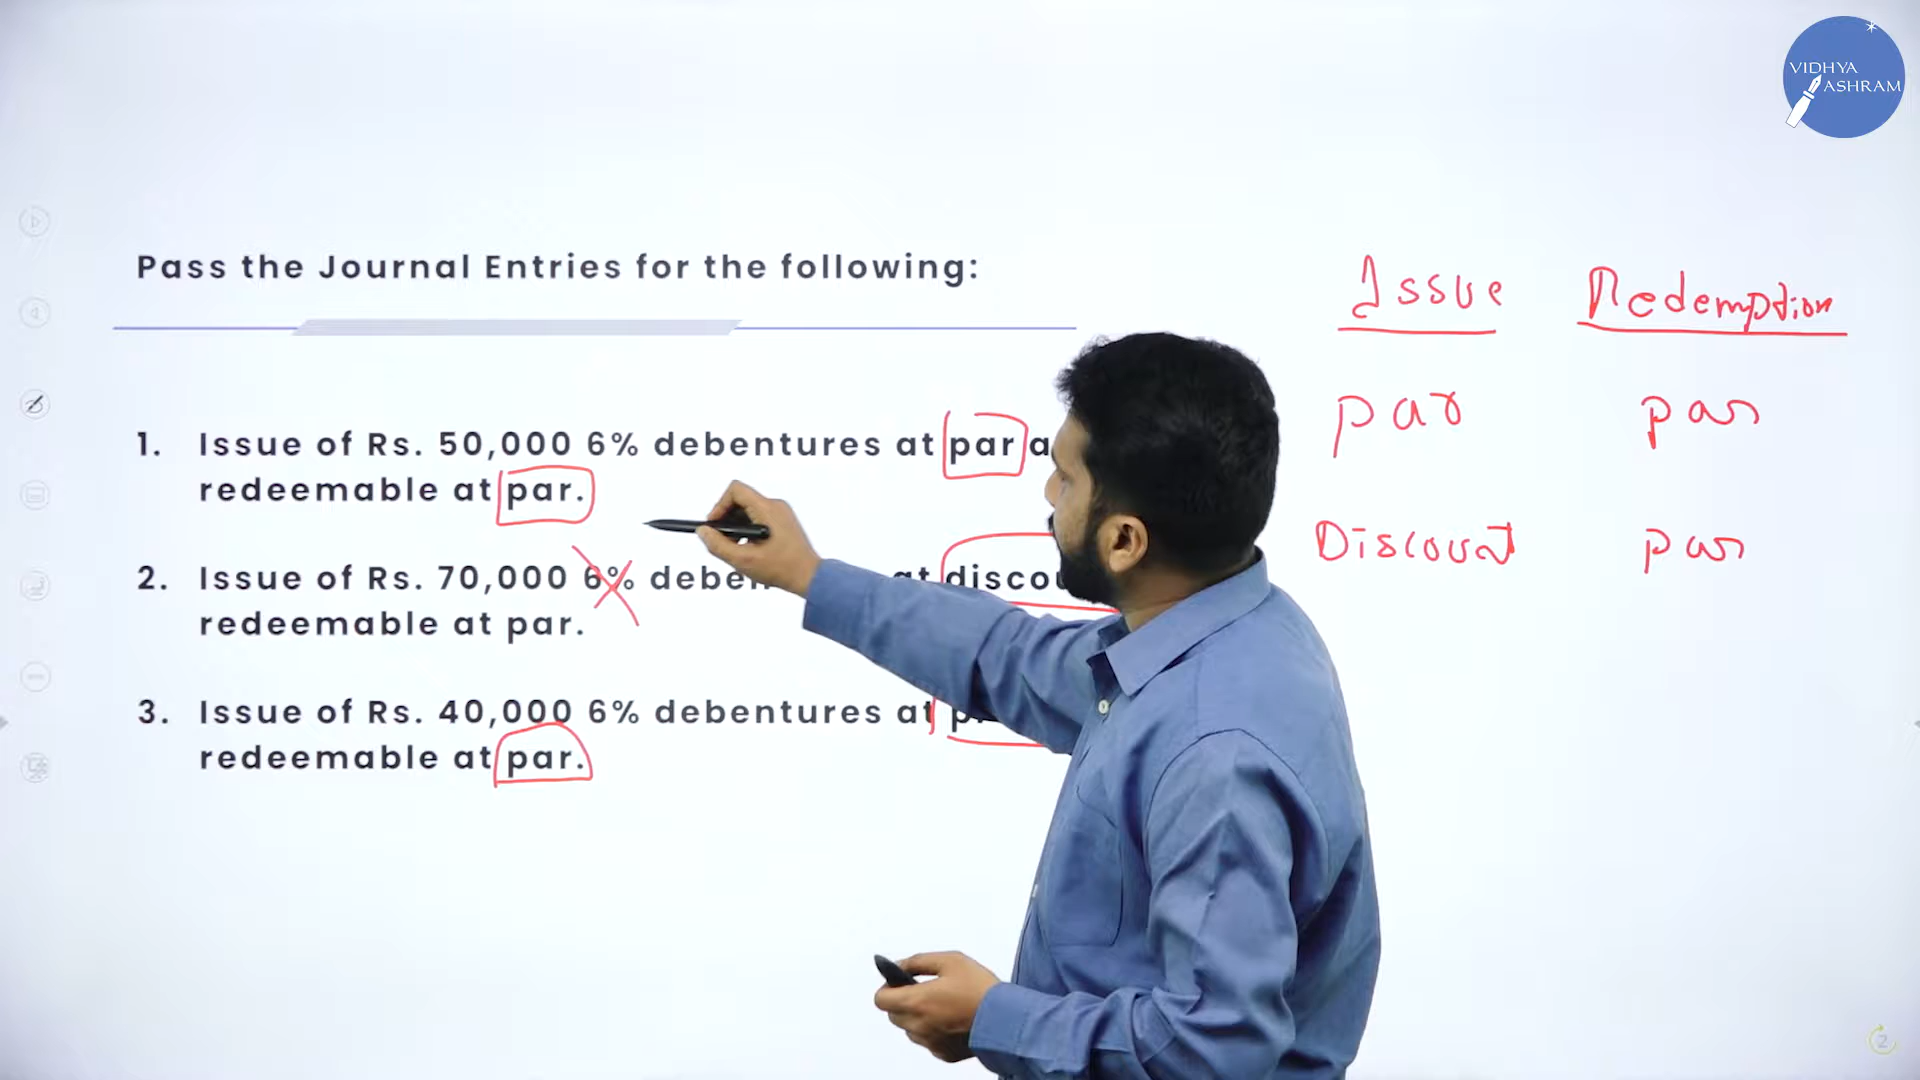 VIDHYA
ASHRAM
Pass the Journal Entries for the following:
Issue Redemption
1. Issue of Rs. 50,000 6% debentures at par
redeemable at par.
par par
2. Issue of Rs. 70,000 6%
redeemable at par.
Discount par
3. Issue of Rs. 40,000 6% debentures at
redeemable at par.
2